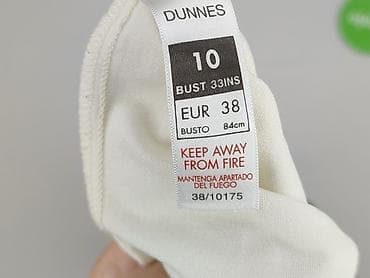 DUNNES
10
BUST 33INS
EUR 38
BUSTO 84cm
KEEP AWAY
FROM FIRE
MANTENGA APARTADO
DEL FUEGO
38/10175